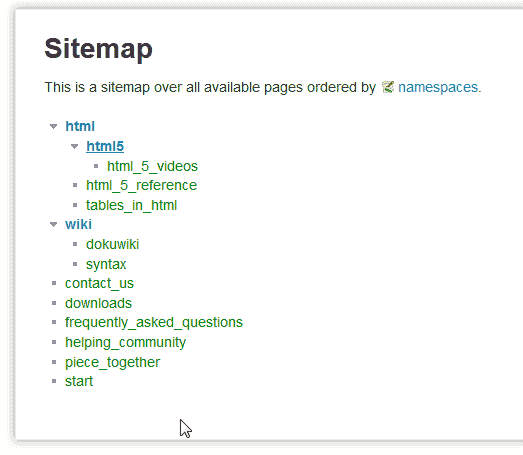 Sitemap
This is a sitemap over all available pages ordered by namespaces.
html
html5
html_5_videos
html_5_reference
tables_in_html
wiki
dokuwiki
syntax
contact_us
downloads
frequently_asked_questions
helping_community
piece_together
start